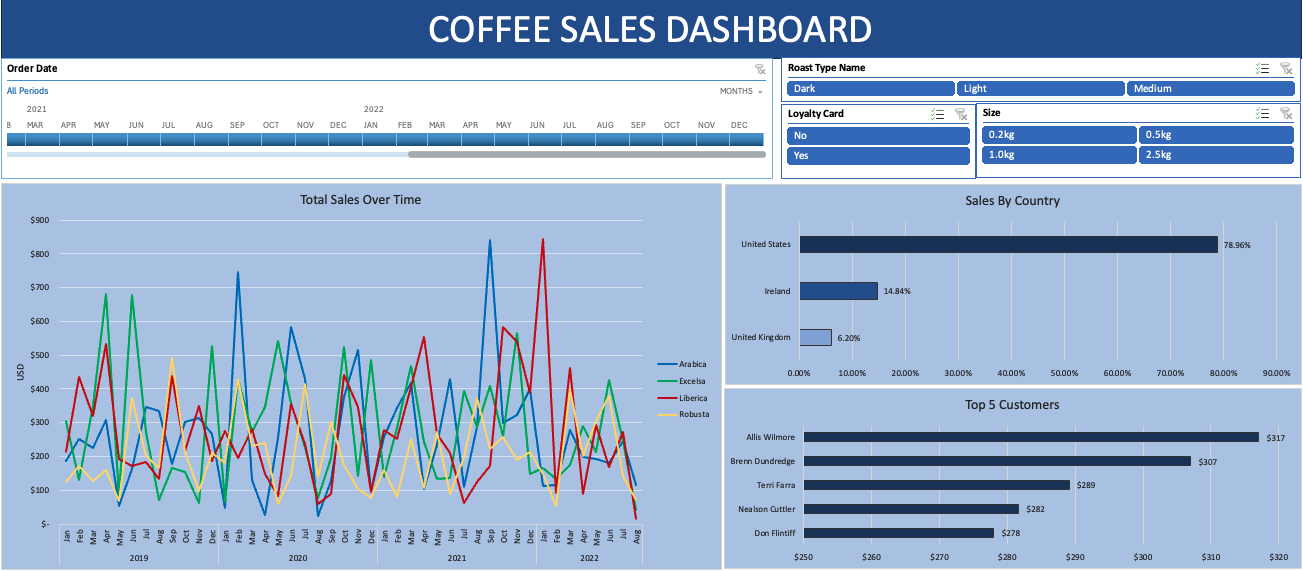 COFFEE SALES DASHBOARD
Order Date
All Periods
MONTHS
2021 2022
B MAR APR MAY JUN JUL AUG SEP OCT NOV DEC JAN FEB MAR APR MAY JUN JUL AUG SEP OCT NOV DEC
Roast Type Name
Dark Light Medium
Loyalty Card
No
Yes
Size
0.2kg 0.5kg
1.0kg 2.5kg
Total Sales Over Time
$900
$800
$700
$600
$500
$400
$300
$200
$100
$-
USD
Jan Feb Mar Apr May Jun Jul Aug Sep Oct Nov Dec Jan Feb Mar Apr May Jun Jul Aug Sep Oct Nov Dec Jan Feb Mar Apr May Jun Jul Aug Sep Oct Nov Dec Jan Feb Mar Apr May Jun Jul Aug
2019 2020 2021 2022
Arabica
Excelsa
Liberica
Robusta
Sales By Country
United States 78.96%
Ireland 14.84%
United Kingdom 6.20%
0.00% 10.00% 20.00% 30.00% 40.00% 50.00% 60.00% 70.00% 80.00% 90.00%
Top 5 Customers
Allis Wilmore $317
Brenn Dundredge $307
Terri Farra $289
Nealson Cuttler $282
Don Flintiff $278
$250 $260 $270 $280 $290 $300 $310 $320